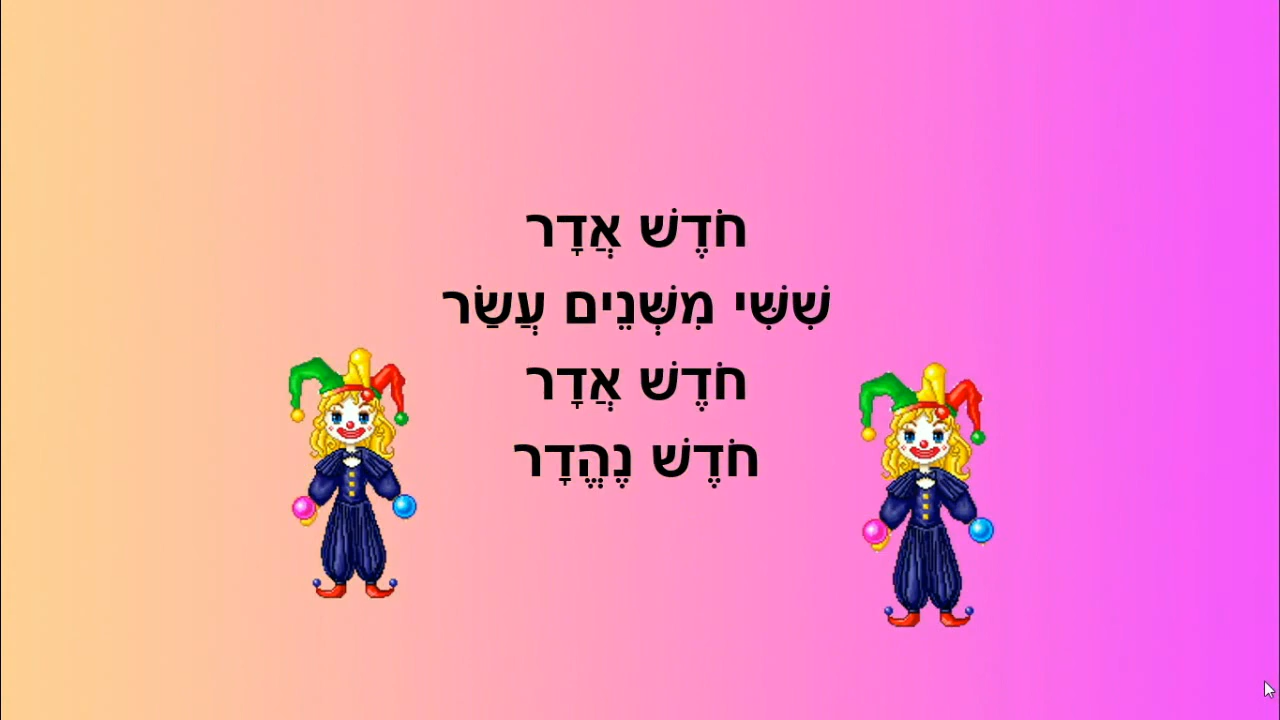 חֹדֶשׁ אֲדָר
שִׁשִּׁי מִשְּׁנֵים עֲשַׂר
חֹדֶשׁ אֲדָר
חֹדֶשׁ נֶהֱדָר